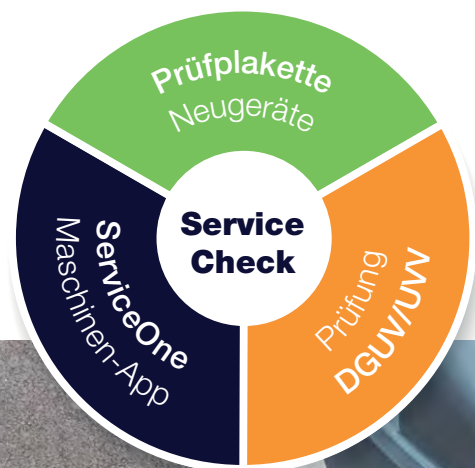 Prüfplakette
Neugeräte
Service
Check
ServiceOne
Maschinen-App
Prüfung
DGUV/UVV